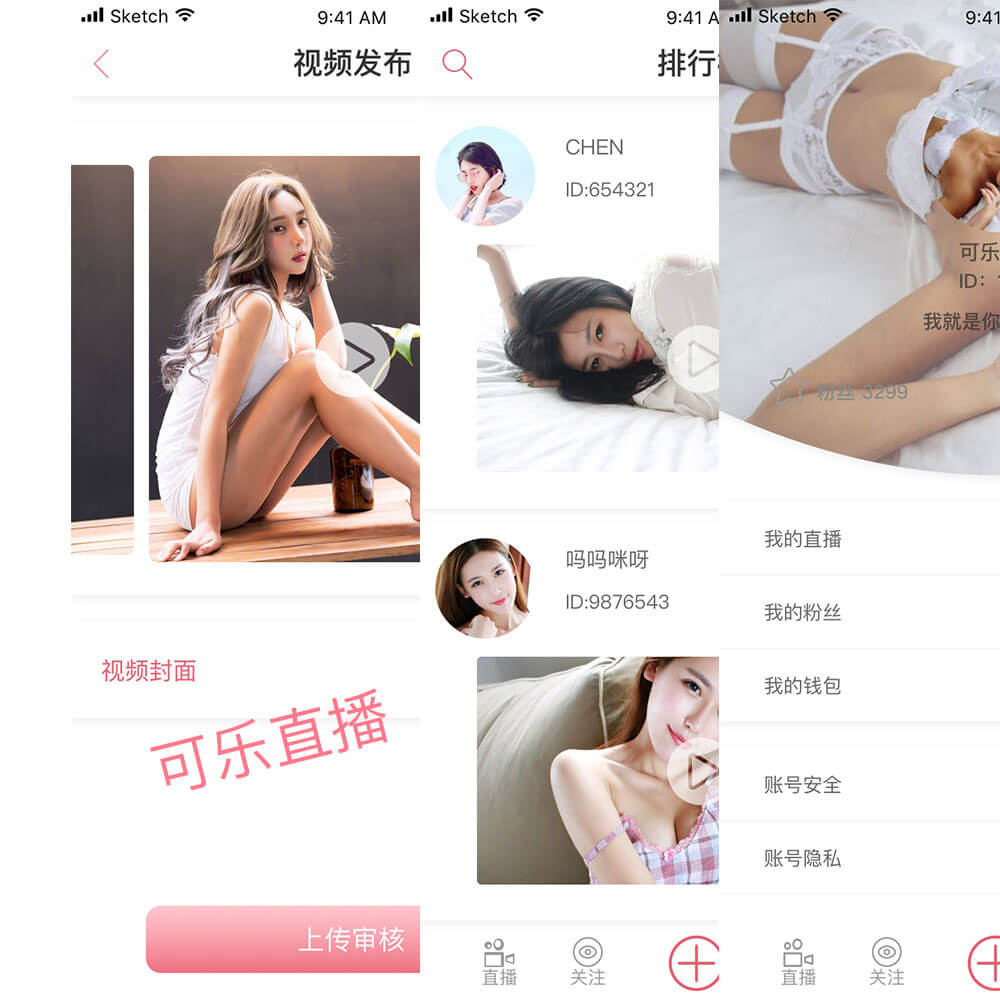 Sketch
9:41 AM
视频发布
视频封面
可乐直播
上传审核
Sketch
9:41 A
排行
CHEN
ID:654321
吗吗咪呀
ID:9876543
直播
关注
Sketch
9:41
可乐
ID:
我就是你
粉丝 3299
我的直播
我的粉丝
我的钱包
账号安全
账号隐私
直播
关注